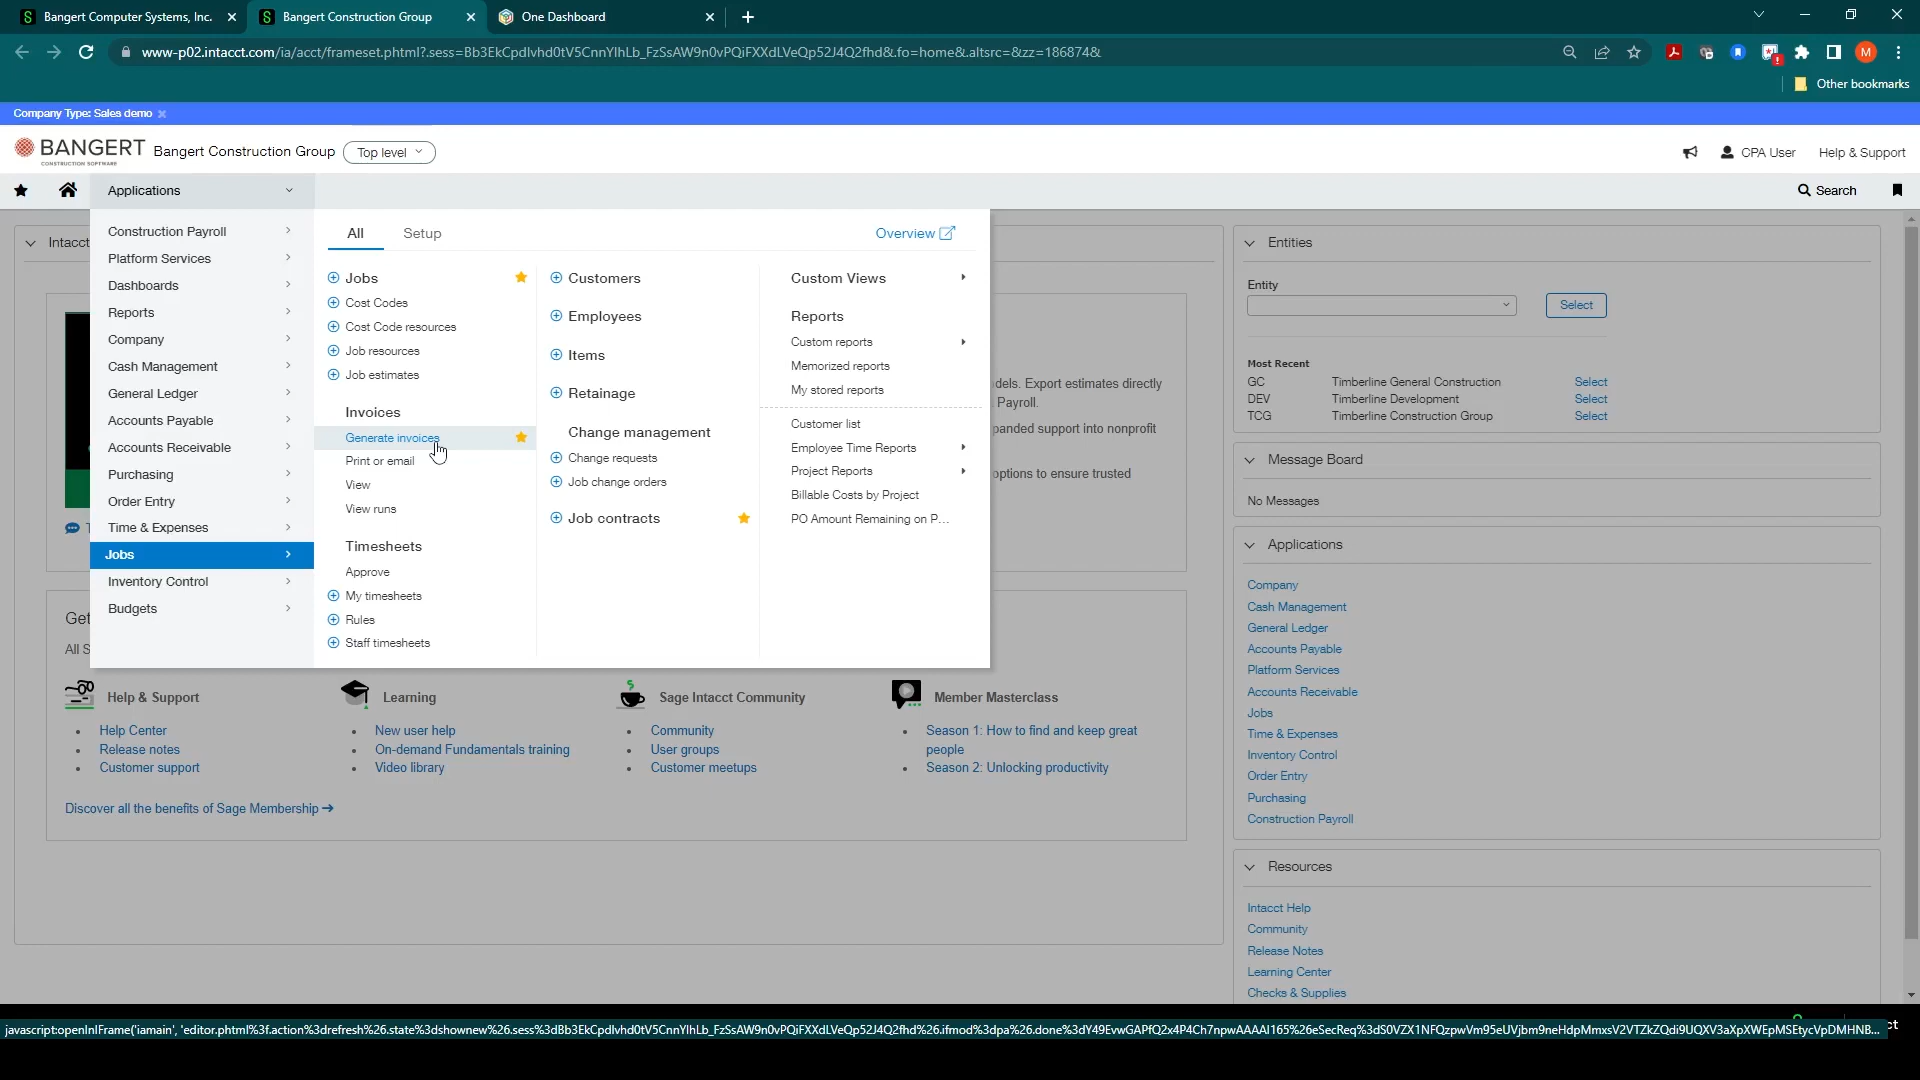 Bangert Computer Systems, Inc.
Bangert Construction Group
One Dashboard
www-p02.intacct.com/ia/acct/frameset.phtml?.sess=Bb3EkCpdlvhd0tV5CnnYlhLb_FzSsAW9n0vPQiFXXdLVeQp52J4Q2fhd&.fo=home&.altsrc=&zz=186874&
M
Other bookmarks
Company Type: Sales demo
BANGERT
CONSTRUCTION SOFTWARE
Bangert Construction Group
Top level
CPA User
Help & Support
Applications
Search
Construction Payroll
Platform Services
Dashboards
Reports
Company
Cash Management
General Ledger
Accounts Payable
Accounts Receivable
Purchasing
Order Entry
Time & Expenses
Jobs
Inventory Control
Budgets
All
Setup
Overview
Jobs
Cost Codes
Cost Code resources
Job resources
Job estimates
Invoices
Generate invoices
Print or email
View
View runs
Timesheets
Approve
My timesheets
Rules
Staff timesheets
Customers
Employees
Items
Retainage
Change management
Change requests
Job change orders
Job contracts
Custom Views
Reports
Custom reports
Memorized reports
My stored reports
Customer list
Employee Time Reports
Project Reports
Billable Costs by Project
PO Amount Remaining on P...
Intacct
dels. Export estimates directly
Payroll.
panded support into nonprofit
options to ensure trusted
Get
All S
Help & Support
Help Center
Release notes
Customer support
Learning
New user help
On-demand Fundamentals training
Video library
Sage Intacct Community
Community
User groups
Customer meetups
Member Masterclass
Season 1: How to find and keep great
people
Season 2: Unlocking productivity
Discover all the benefits of Sage Membership
Entities
Entity
Select
Most Recent
GC Timberline General Construction Select
DEV Timberline Development Select
TCG Timberline Construction Group Select
Message Board
No Messages
Applications
Company
Cash Management
General Ledger
Accounts Payable
Platform Services
Accounts Receivable
Jobs
Time & Expenses
Inventory Control
Order Entry
Purchasing
Construction Payroll
Resources
Intacct Help
Community
Release Notes
Learning Center
Checks & Supplies